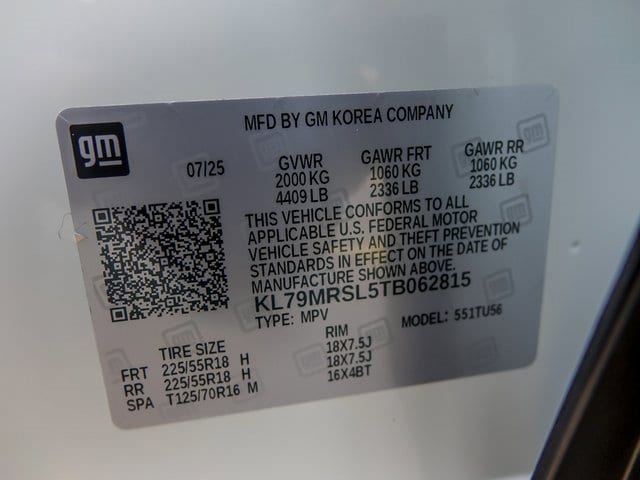 MFD BY GM KOREA COMPANY
gm
07/25
GVWR GAWR FRT GAWR RR
2000 KG 1060 KG 1060 KG
4409 LB 2336 LB 2336 LB
THIS VEHICLE CONFORMS TO ALL
APPLICABLE U.S. FEDERAL MOTOR
VEHICLE SAFETY AND THEFT PREVENTION
STANDARDS IN EFFECT ON THE DATE OF
MANUFACTURE SHOWN ABOVE.
KL79MRSL5TB062815
TYPE: MPV MODEL: 551TU56
TIRE SIZE RIM
FRT 225/55R18 H 18X7.5J
RR 225/55R18 H 18X7.5J
SPA T125/70R16 M 16X4BT